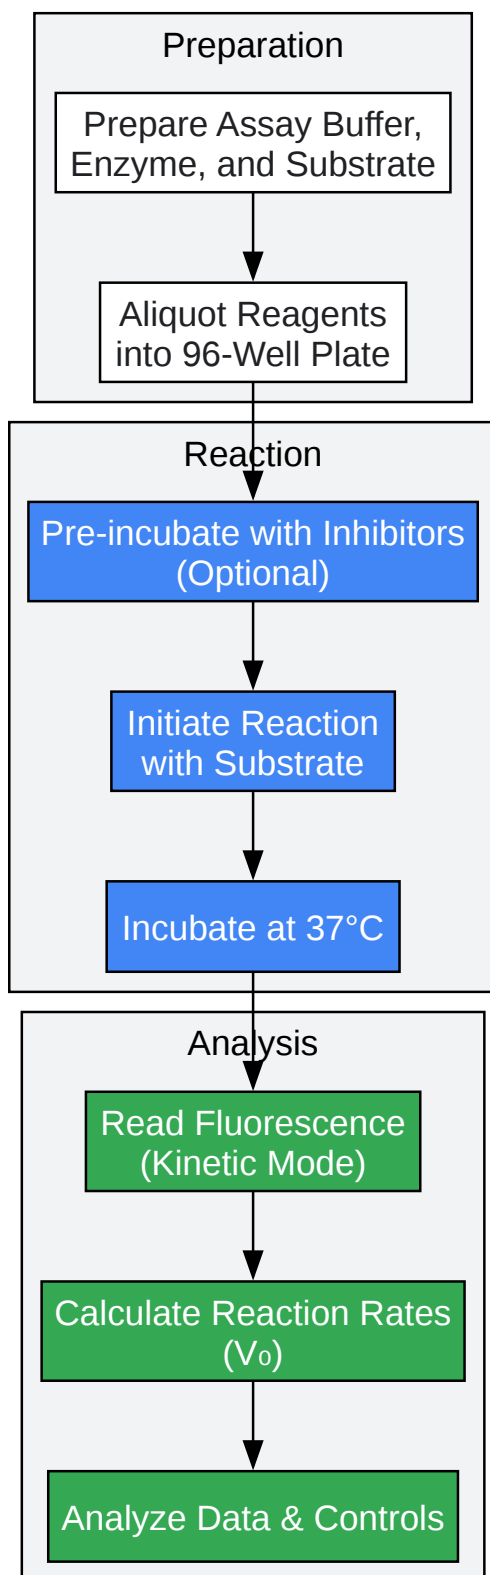 Preparation
Prepare Assay Buffer,
Enzyme, and Substrate
Aliquot Reagents
into 96-Well Plate
Reaction
Pre-incubate with Inhibitors
(Optional)
Initiate Reaction
with Substrate
Incubate at 37°C
Analysis
Read Fluorescence
(Kinetic Mode)
Calculate Reaction Rates
(V₀)
Analyze Data & Controls